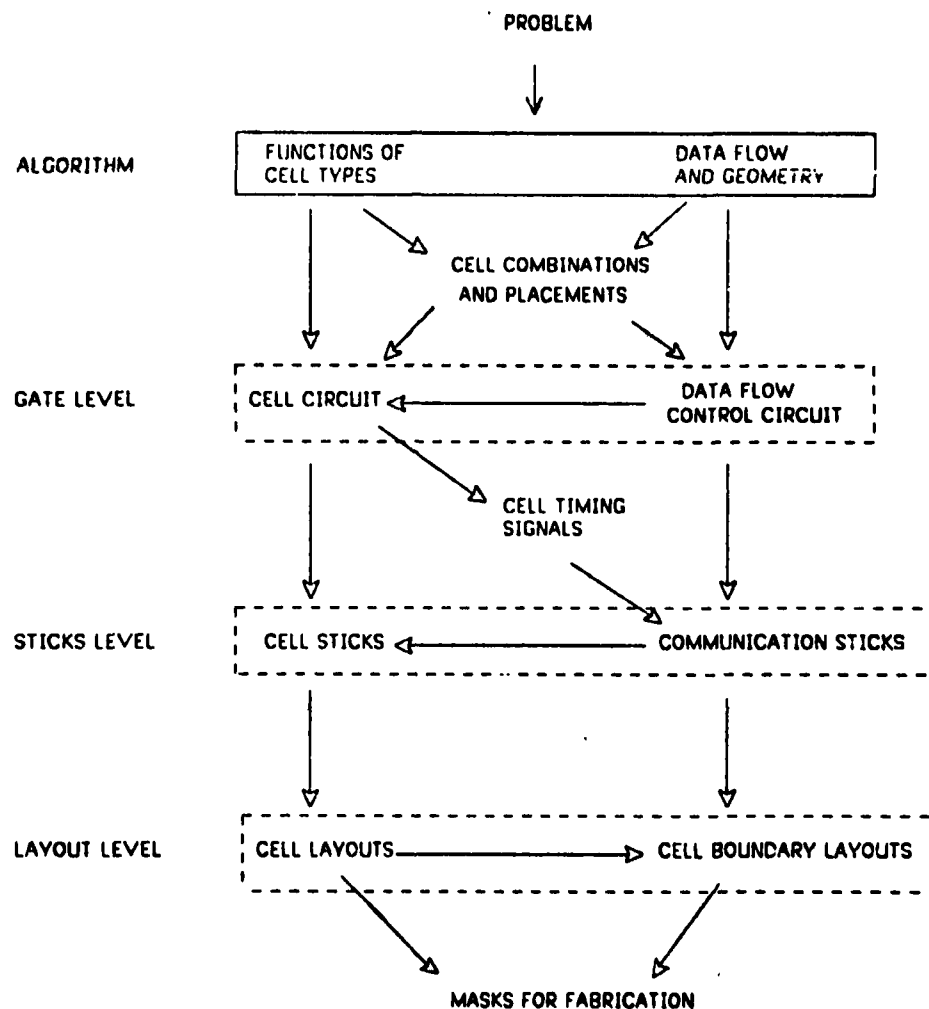 PROBLEM
ALGORITHM
FUNCTIONS OF
CELL TYPES
DATA FLOW
AND GEOMETRY
CELL COMBINATIONS
AND PLACEMENTS
GATE LEVEL
CELL CIRCUIT
DATA FLOW
CONTROL CIRCUIT
CELL TIMING
SIGNALS
STICKS LEVEL
CELL STICKS
COMMUNICATION STICKS
LAYOUT LEVEL
CELL LAYOUTS
CELL BOUNDARY LAYOUTS
MASKS FOR FABRICATION